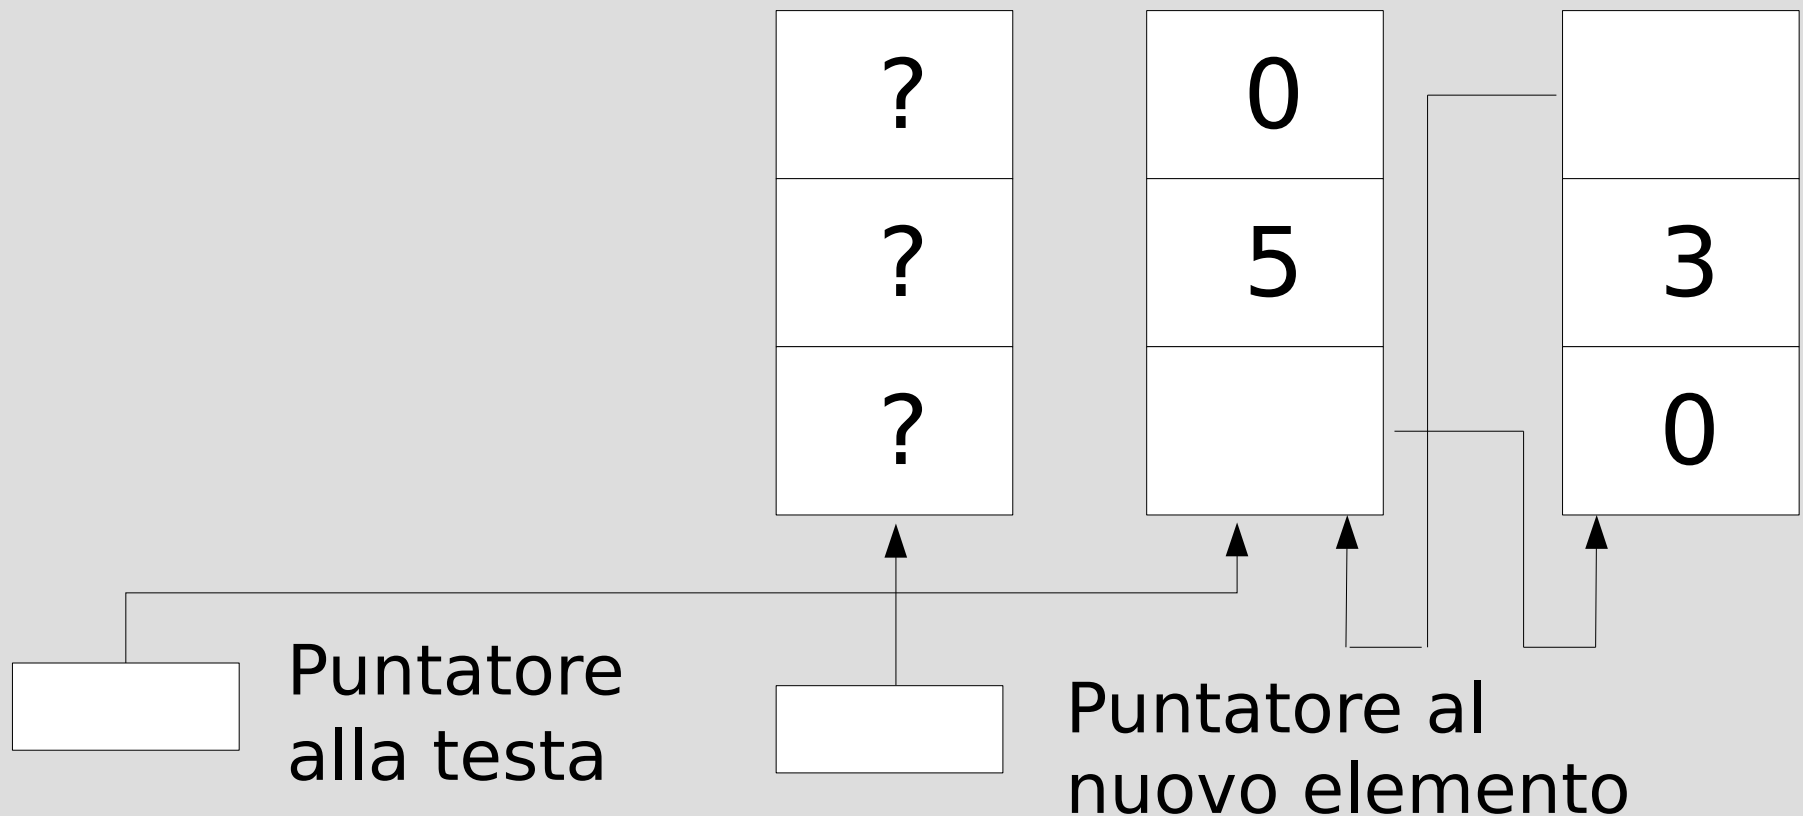 ? 0
? 5 3
? 0
Puntatore
alla testa
Puntatore al
nuovo elemento